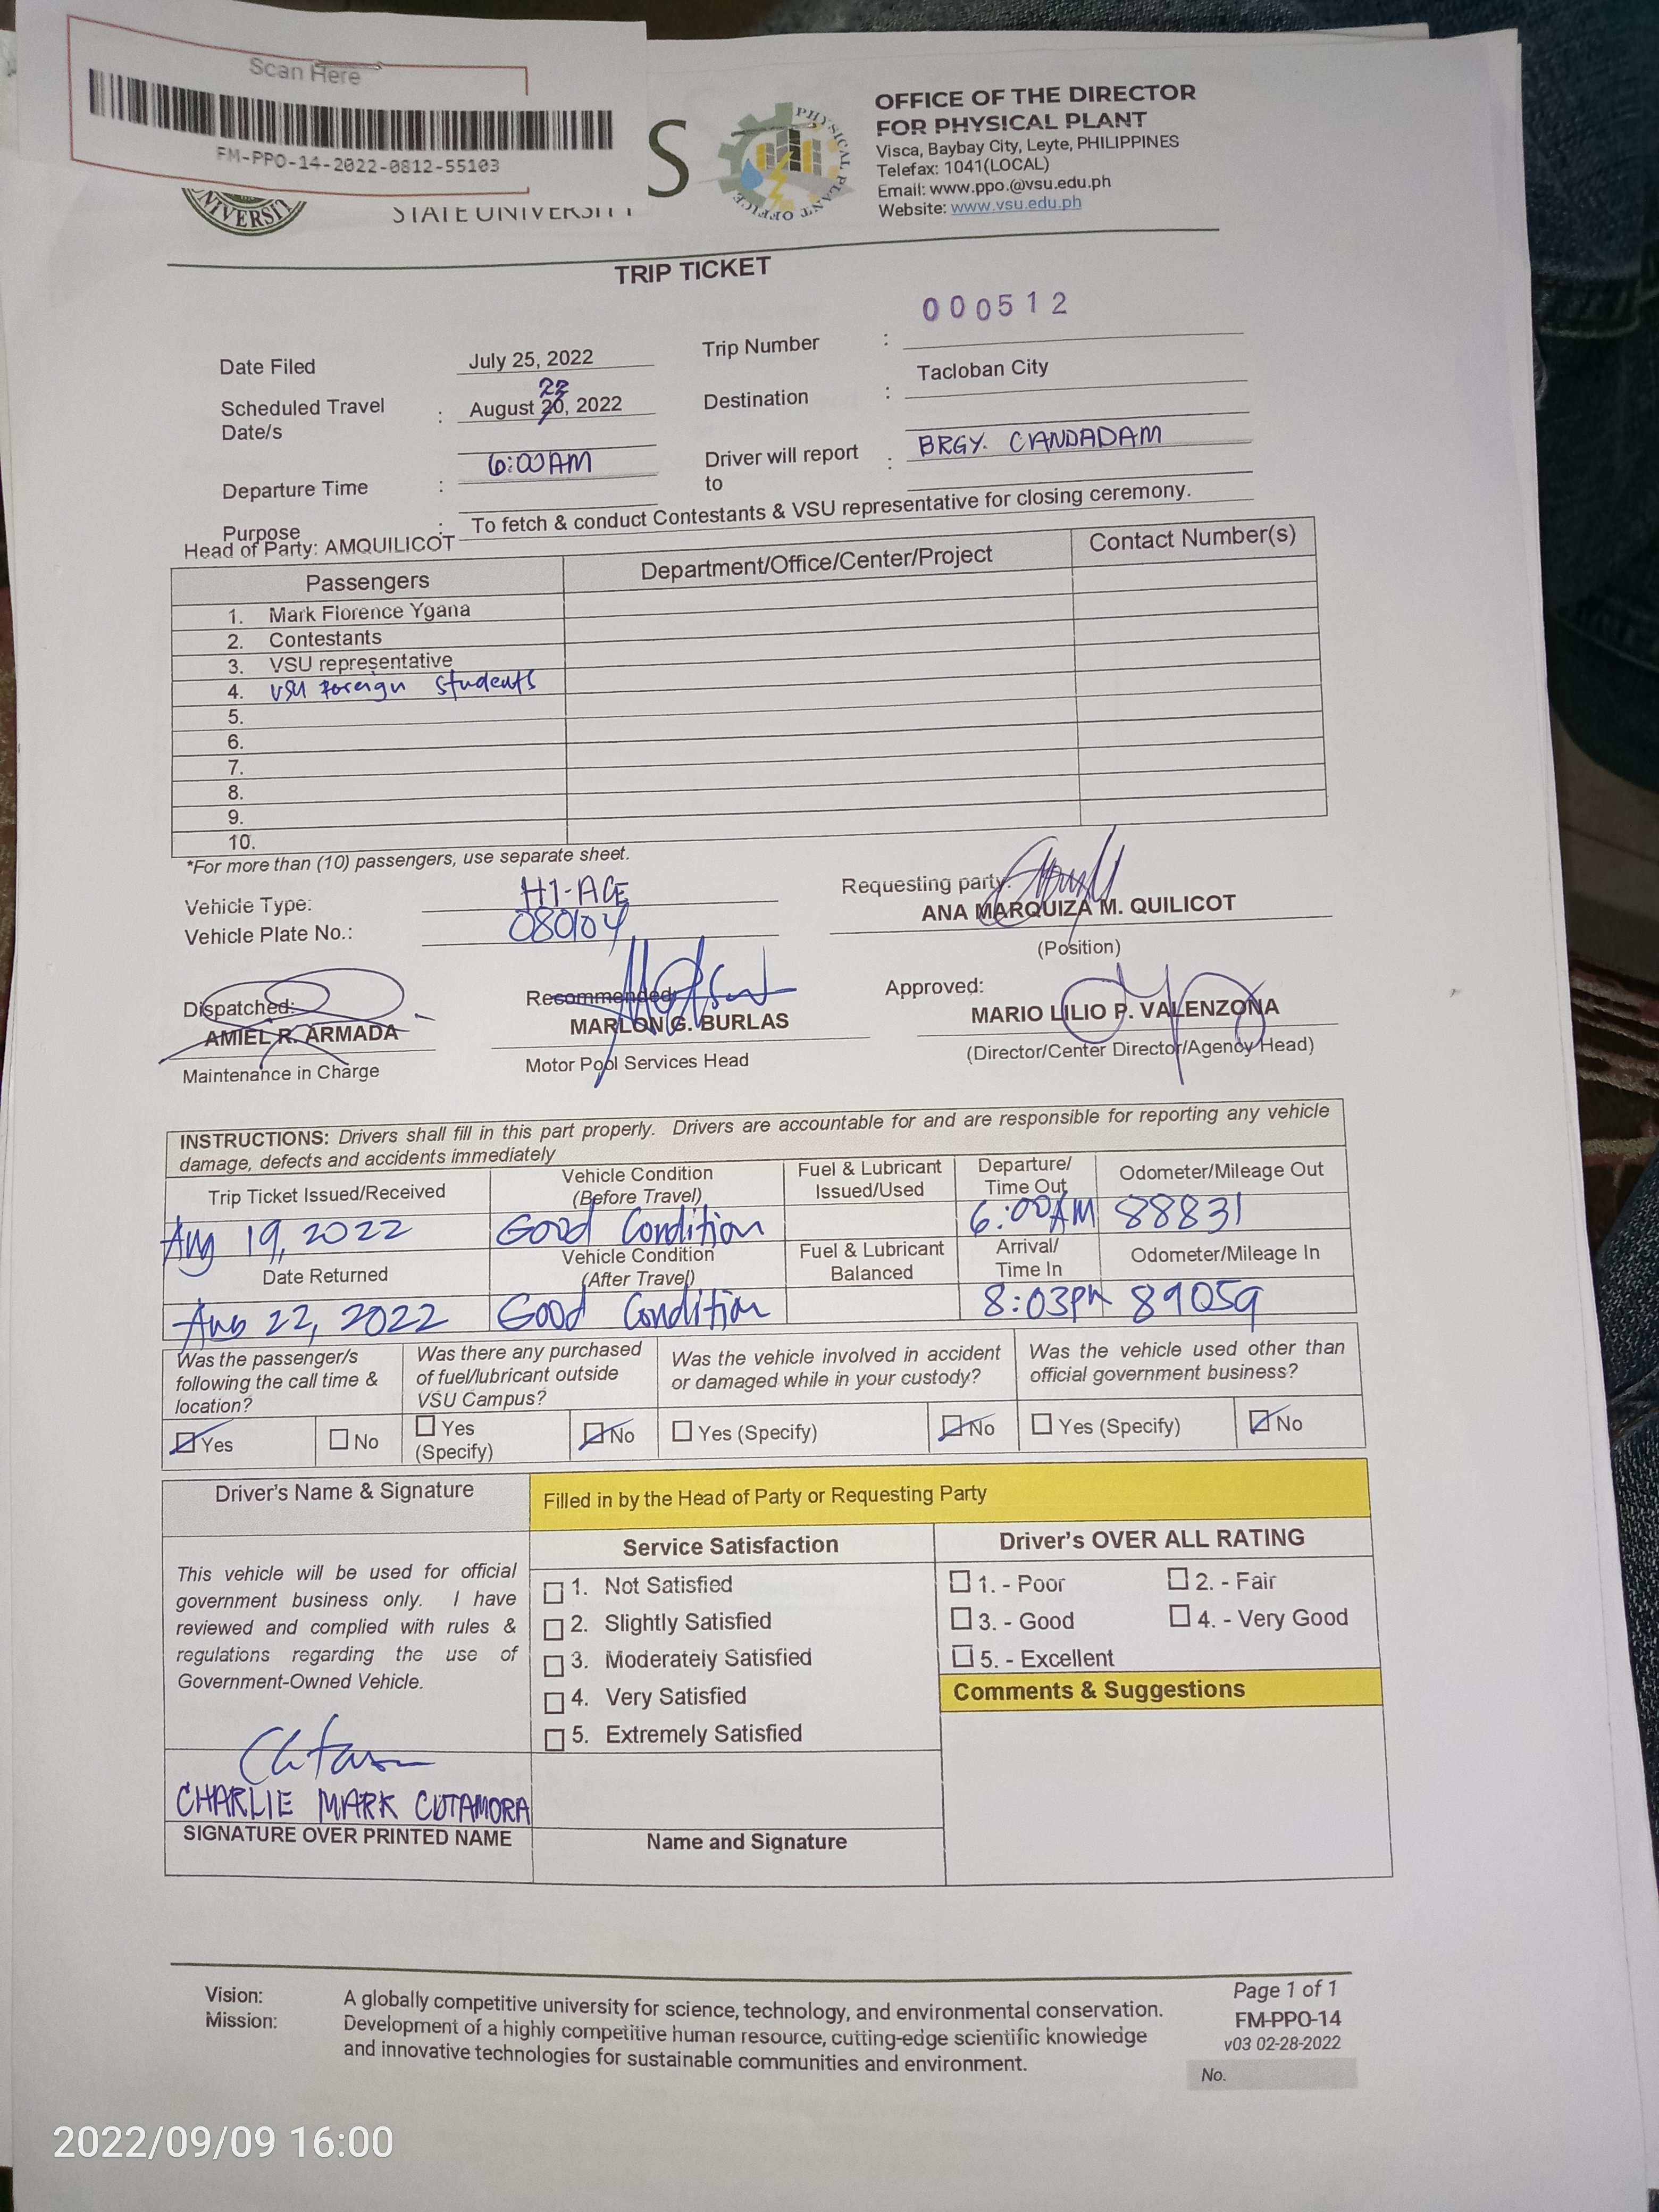 Scan Here
FM-PPO-14-2022-0812-55103
S
UNIVERSI
STATE UNIVERSIT
PHYSICAL PLANT OFFICE
OFFICE OF THE DIRECTOR
FOR PHYSICAL PLANT
Visca, Baybay City, Leyte, PHILIPPINES
Telefax: 1041(LOCAL)
Email: www.ppo.@vsu.edu.ph
Website: www.vsu.edu.ph
TRIP TICKET
000512
Date Filed July 25, 2022 Trip Number :
Scheduled Travel Date/s : August 20, 2022 22 Destination : Tacloban City
Departure Time : 6:00AM Driver will report to : BRGY. CANDADAM
Purpose : To fetch & conduct Contestants & VSU representative for closing ceremony.
Head of Party: AMQUILICOT
Passengers Department/Office/Center/Project Contact Number(s)
1. Mark Florence Ygana
2. Contestants
3. VSU representative
4. VSU Foreign Students
5.
6.
7.
8.
9.
10.
*For more than (10) passengers, use separate sheet.
Vehicle Type: HI-ACE
Vehicle Plate No.: 080104
Requesting party:
ANA MARQUIZA M. QUILICOT
(Position)
Dispatched: Recommended: Approved:
AMIEL R. ARMADA MARLON G. BURLAS MARIO LILIO P. VALENZONA
Maintenance in Charge Motor Pool Services Head (Director/Center Director/Agency Head)
INSTRUCTIONS: Drivers shall fill in this part properly. Drivers are accountable for and are responsible for reporting any vehicle
damage, defects and accidents immediately
Trip Ticket Issued/Received Vehicle Condition (Before Travel) Fuel & Lubricant Issued/Used Departure/ Time Out Odometer/Mileage Out
Aug 19, 2022 Good Condition 6:00AM 88831
Date Returned Vehicle Condition (After Travel) Fuel & Lubricant Balanced Arrival/ Time In Odometer/Mileage In
Aug 22, 2022 Good Condition 8:03PM 89059
Was the passenger/s following the call time & location? Was there any purchased of fuel/lubricant outside VSU Campus? Was the vehicle involved in accident or damaged while in your custody? Was the vehicle used other than official government business?
Yes No Yes (Specify) No Yes (Specify) No Yes (Specify) No
Driver's Name & Signature
Filled in by the Head of Party or Requesting Party
This vehicle will be used for official
government business only. I have
reviewed and complied with rules &
regulations regarding the use of
Government-Owned Vehicle.
CHARLIE MARK CUTAMORA
SIGNATURE OVER PRINTED NAME
Service Satisfaction
1. Not Satisfied
2. Slightly Satisfied
3. Moderately Satisfied
4. Very Satisfied
5. Extremely Satisfied
Name and Signature
Driver's OVER ALL RATING
1. - Poor 2. - Fair
3. - Good 4. - Very Good
5. - Excellent
Comments & Suggestions
Vision: A globally competitive university for science, technology, and environmental conservation.
Mission: Development of a highly competitive human resource, cutting-edge scientific knowledge
and innovative technologies for sustainable communities and environment.
Page 1 of 1
FM-PPO-14
v03 02-28-2022
No.
2022/09/09 16:00